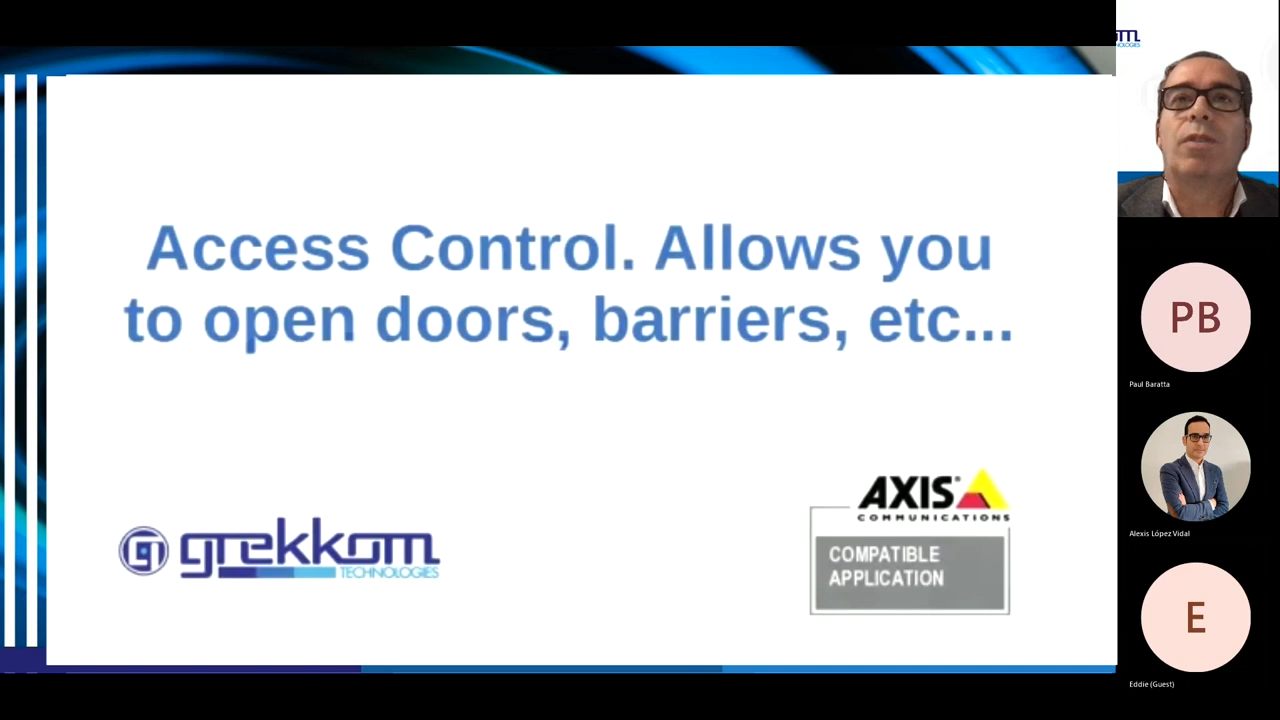 Access Control. Allows you
to open doors, barriers, etc...
grekkom
TECHNOLOGIES
AXIS
COMMUNICATIONS
COMPATIBLE
APPLICATION
PB
Paul Baratta
Alexis López Vidal
E
Eddie (Guest)